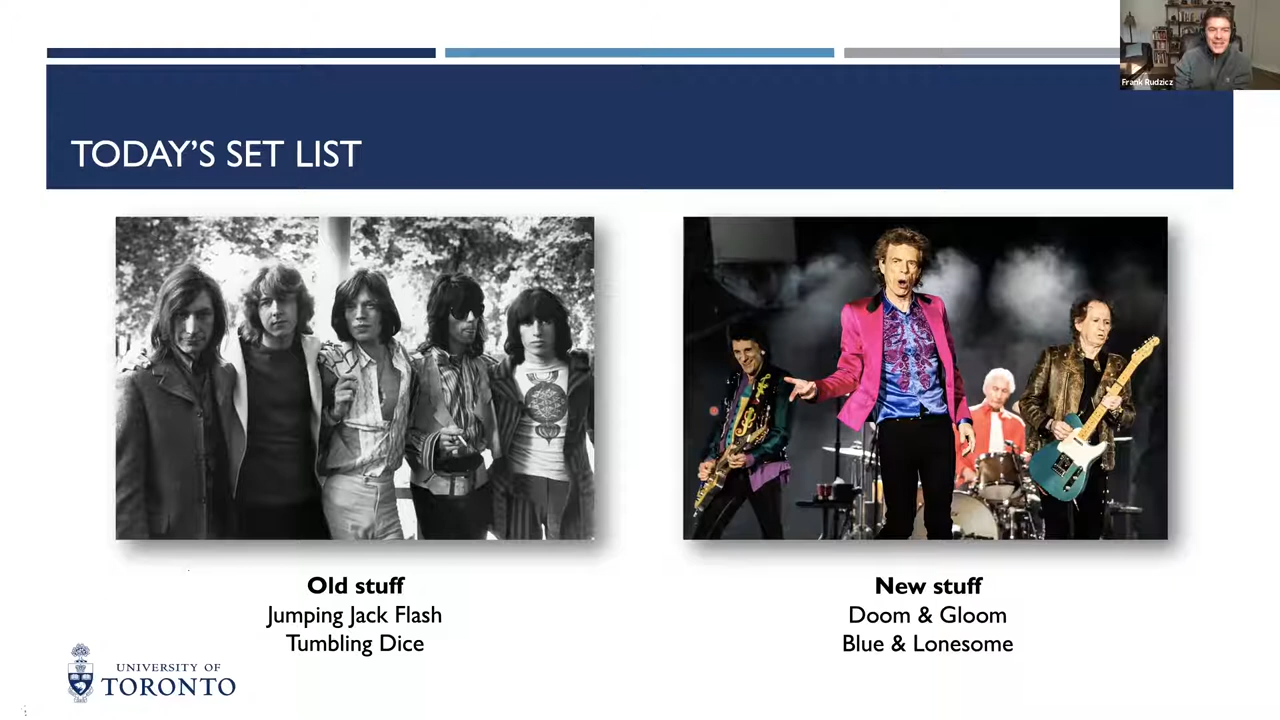 Frank Rudzicz
TODAY'S SET LIST
Old stuff
Jumping Jack Flash
Tumbling Dice
New stuff
Doom & Gloom
Blue & Lonesome
UNIVERSITY OF
TORONTO